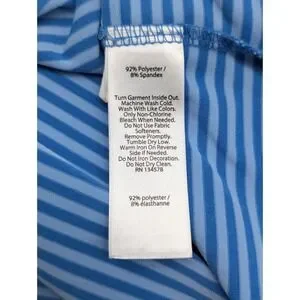 92% Polyester /
8% Spandex
Turn Garment Inside Out.
Machine Wash Cold.
Wash With Like Colors.
Only Non-Chlorine
Bleach When Needed.
Do Not Use Fabric
Softeners.
Remove Promptly.
Tumble Dry Low.
Warm Iron On Reverse
Side if Needed.
Do Not Iron Decoration.
Do Not Dry Clean.
RN 134578
92% polyester /
8% élasthanne